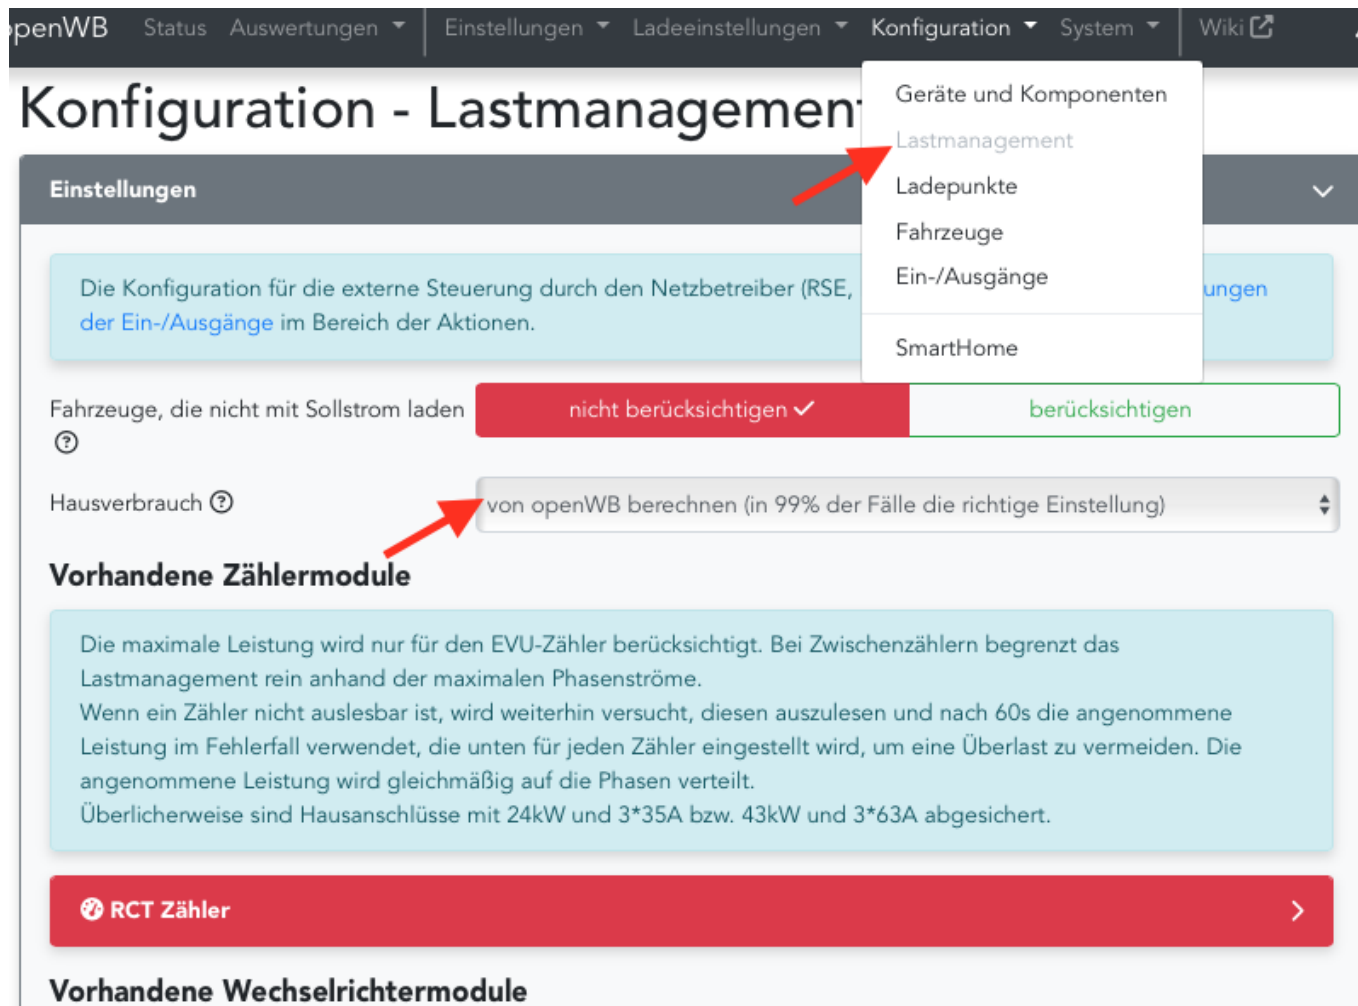 openWB Status Auswertungen Einstellungen Ladeeinstellungen Konfiguration System Wiki
Konfiguration - Lastmanagement
Geräte und Komponenten
Lastmanagement
Ladepunkte
Fahrzeuge
Ein-/Ausgänge
SmartHome
Einstellungen
Die Konfiguration für die externe Steuerung durch den Netzbetreiber (RSE, ungen
der Ein-/Ausgänge im Bereich der Aktionen.
Fahrzeuge, die nicht mit Sollstrom laden nicht berücksichtigen berücksichtigen
Hausverbrauch von openWB berechnen (in 99% der Fälle die richtige Einstellung)
Vorhandene Zählermodule
Die maximale Leistung wird nur für den EVU-Zähler berücksichtigt. Bei Zwischenzählern begrenzt das
Lastmanagement rein anhand der maximalen Phasenströme.
Wenn ein Zähler nicht auslesbar ist, wird weiterhin versucht, diesen auszulesen und nach 60s die angenommene
Leistung im Fehlerfall verwendet, die unten für jeden Zähler eingestellt wird, um eine Überlast zu vermeiden. Die
angenommene Leistung wird gleichmäßig auf die Phasen verteilt.
Überlicherweise sind Hausanschlüsse mit 24kW und 3*35A bzw. 43kW und 3*63A abgesichert.
RCT Zähler
Vorhandene Wechselrichtermodule